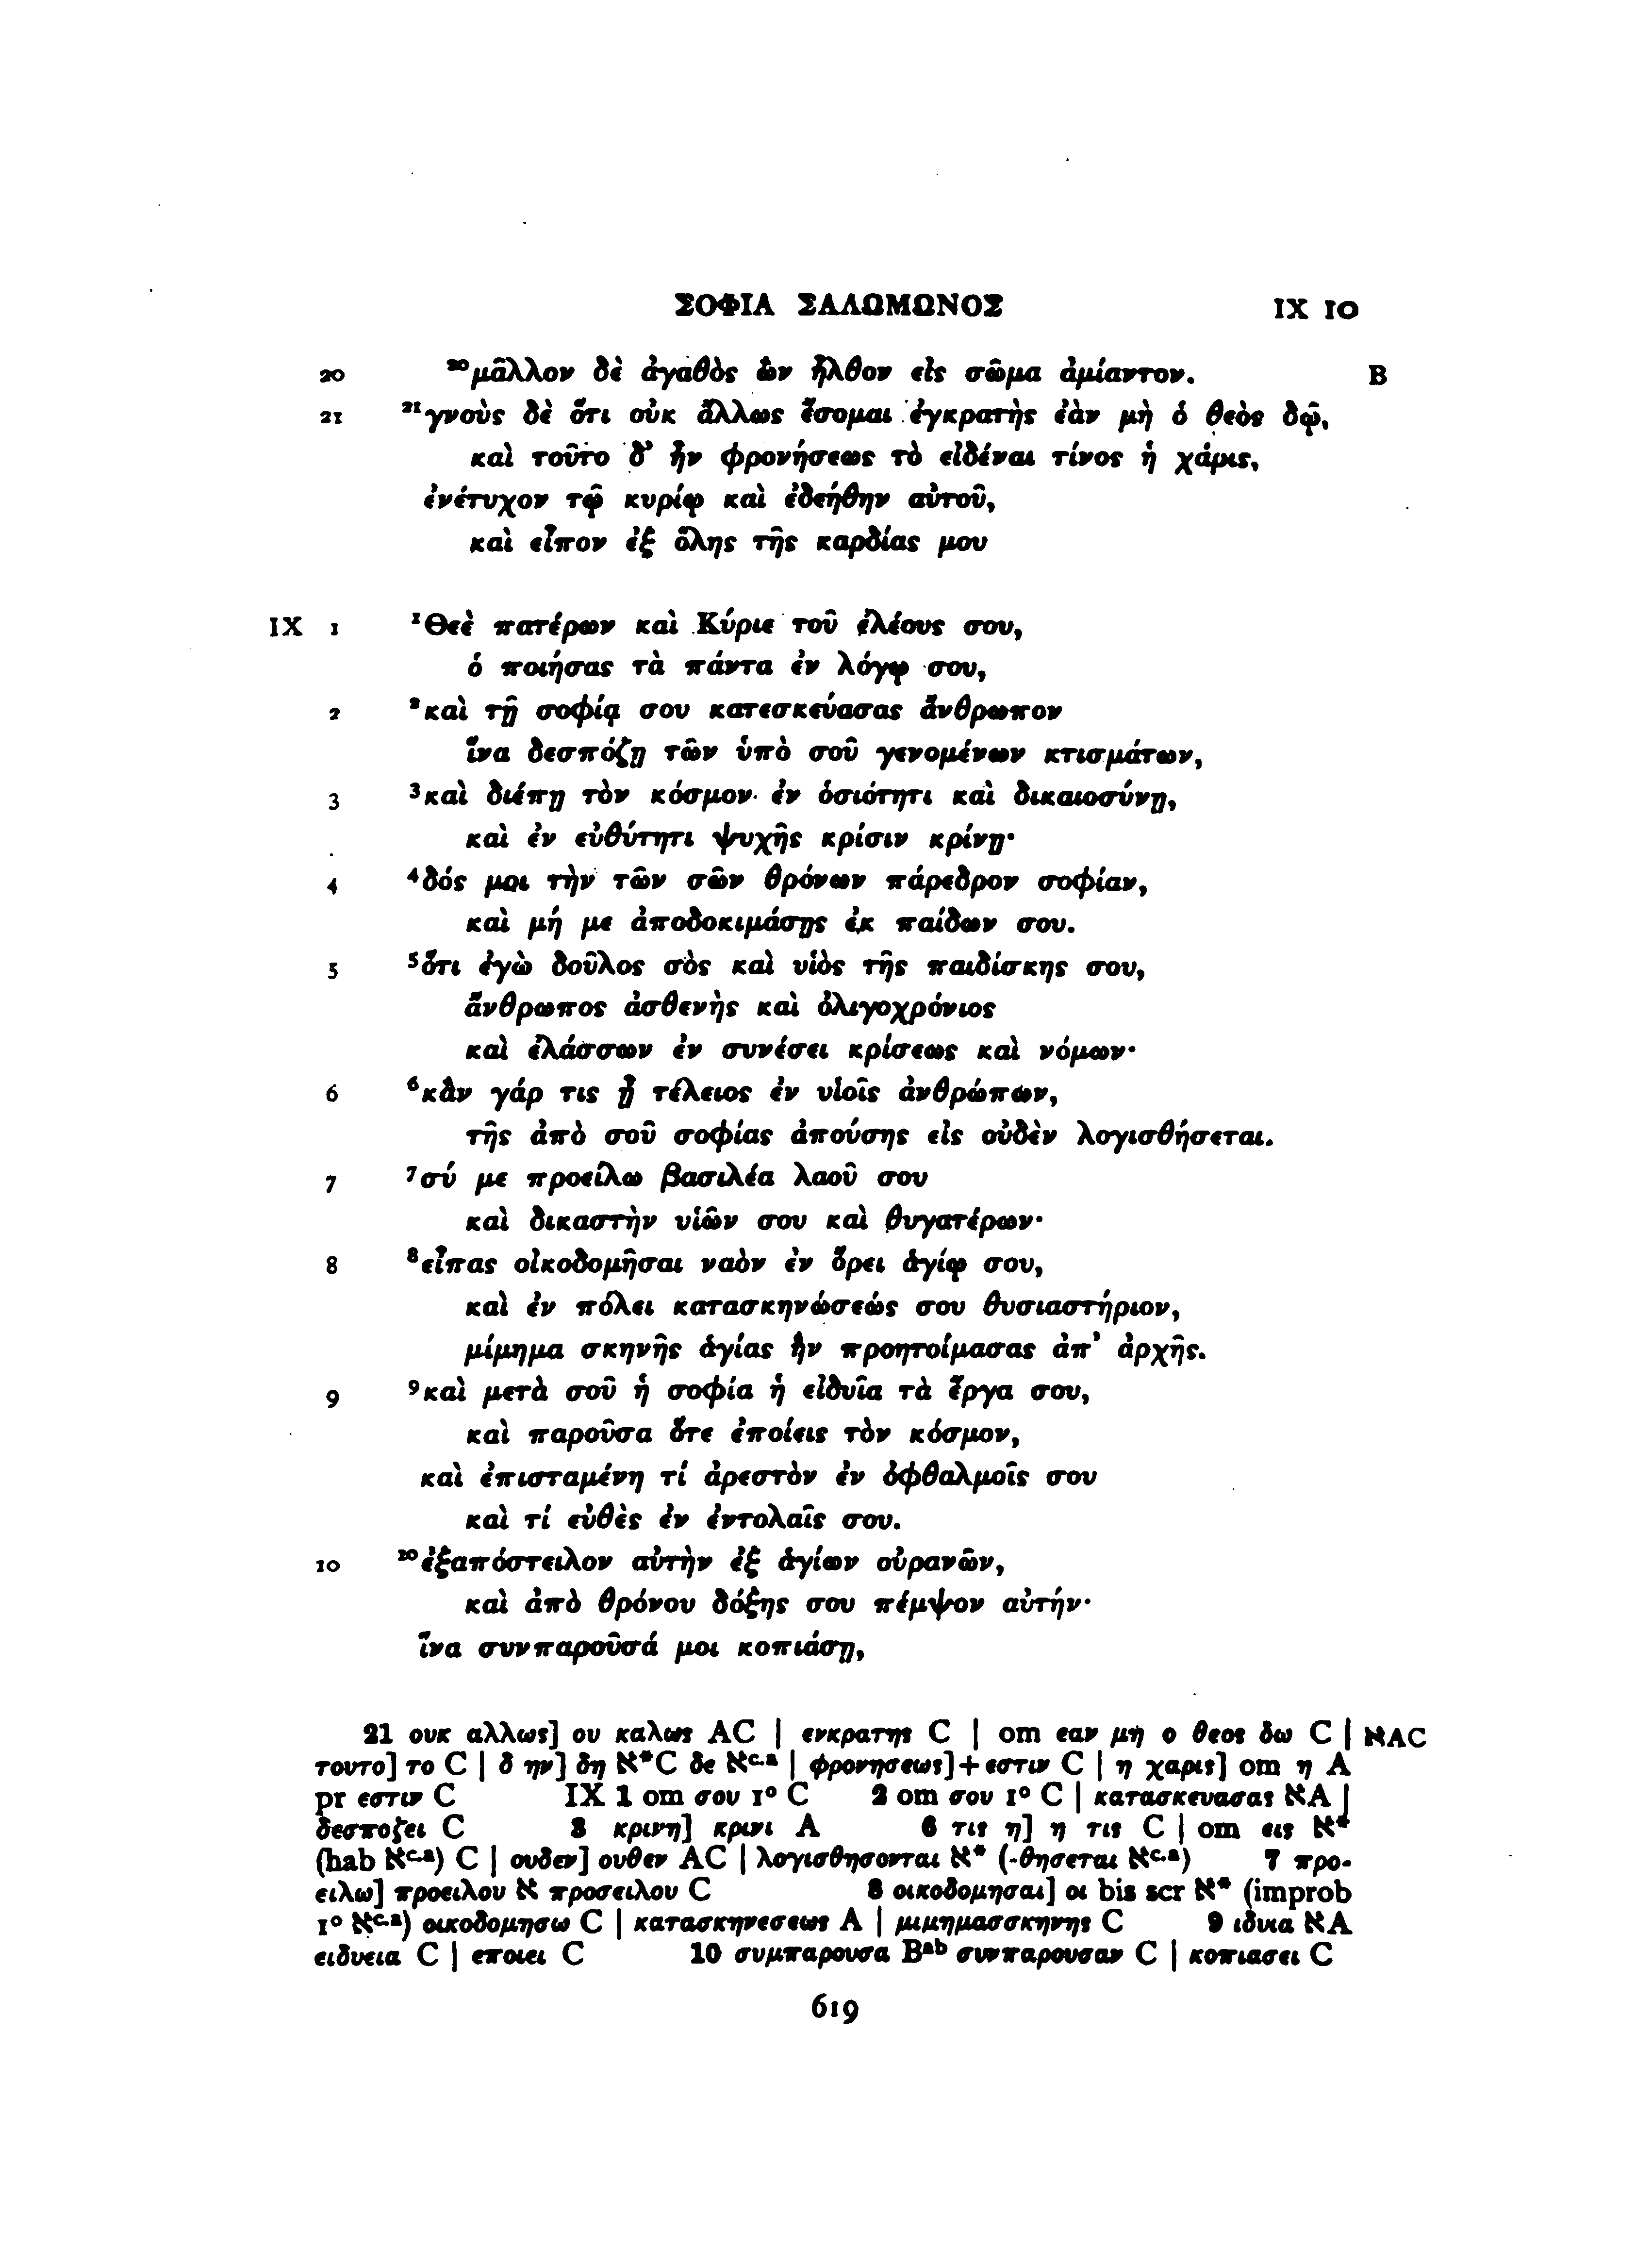 ΣΟΦΙΑ ΣΑΛΩΜΩΝΟΣ IX 10
20 ²⁰μᾶλλον δὲ ἀγαθὸς ὢν ἦλθον εἰς σῶμα ἀμίαντον. B
21 ²¹γνοὺς δὲ ὅτι οὐκ ἄλλως ἔσομαι ἐγκρατὴς ἐὰν μὴ ὁ θεὸς δῷ,
καὶ τοῦτο δ’ ἦν φρονήσεως τὸ εἰδέναι τίνος ἡ χάρις,
ἐνέτυχον τῷ κυρίῳ καὶ ἐδεήθην αὐτοῦ,
καὶ εἶπον ἐξ ὅλης τῆς καρδίας μου
IX 1 ¹Θεὲ πατέρων καὶ Κύριε τοῦ ἐλέους σου,
ὁ ποιήσας τὰ πάντα ἐν λόγῳ σου,
2 ²καὶ τῇ σοφίᾳ σου κατεσκεύασας ἄνθρωπον
ἵνα δεσπόζῃ τῶν ὑπὸ σοῦ γενομένων κτισμάτων,
3 ³καὶ διέπῃ τὸν κόσμον ἐν ὁσιότητι καὶ δικαιοσύνῃ,
καὶ ἐν εὐθύτητι ψυχῆς κρίσιν κρίνῃ·
4 ⁴δός μοι τὴν τῶν σῶν θρόνων πάρεδρον σοφίαν,
καὶ μή με ἀποδοκιμάσῃς ἐκ παίδων σου.
5 ⁵ὅτι ἐγὼ δοῦλος σὸς καὶ υἱὸς τῆς παιδίσκης σου,
ἄνθρωπος ἀσθενὴς καὶ ὀλιγοχρόνιος
καὶ ἐλάσσων ἐν συνέσει κρίσεως καὶ νόμων·
6 ⁶κἂν γάρ τις ᾖ τέλειος ἐν υἱοῖς ἀνθρώπων,
τῆς ἀπὸ σοῦ σοφίας ἀπούσης εἰς οὐδὲν λογισθήσεται.
7 ⁷σύ με προείλω βασιλέα λαοῦ σου
καὶ δικαστὴν υἱῶν σου καὶ θυγατέρων·
8 ⁸εἶπας οἰκοδομῆσαι ναὸν ἐν ὄρει ἁγίῳ σου,
καὶ ἐν πόλει κατασκηνώσεώς σου θυσιαστήριον,
μίμημα σκηνῆς ἁγίας ἣν προητοίμασας ἀπ’ ἀρχῆς.
9 ⁹καὶ μετὰ σοῦ ἡ σοφία ἡ εἰδυῖα τὰ ἔργα σου,
καὶ παροῦσα ὅτε ἐποίεις τὸν κόσμον,
καὶ ἐπισταμένη τί ἀρεστὸν ἐν ὀφθαλμοῖς σου
καὶ τί εὐθὲς ἐν ἐντολαῖς σου.
10 ¹⁰ἐξαπόστειλον αὐτὴν ἐξ ἁγίων οὐρανῶν,
καὶ ἀπὸ θρόνου δόξης σου πέμψον αὐτήν·
ἵνα συνπαροῦσά μοι κοπιάσῃ,
21 ουκ αλλως] ου καλως AC | ενκρατης C | om εαν μη ο θεος δω C | אAC
τουτο] το C | δ ην] δη א*C δε אᶜ·ᵃ | φρονησεως]+εστιν C | η χαρις] om η A
pr εστιν C IX 1 om σου 1° C 2 om σου 1° C | κατασκευασας אA |
δεσποζει C 3 κρινη] κρινι A 6 τις η] η τις C | om εις א*
(hab אᶜ·ᵃ) C | ουδεν] ουθεν AC | λογισθησονται א* (-θησεται אᶜ·ᵃ) 7 προ-
ειλω] προειλου א προσειλου C 8 οικοδομησαι] οι bis scr א* (improb
1° אᶜ·ᵃ) οικοδομησω C | κατασκηνεσεως A | μιμημασσκηνης C 9 ιδυια אA
ειδυεια C | εποιει C 10 συμπαρουσα Bᵃᵇ συνπαρουσαν C | κοπιασει C
619